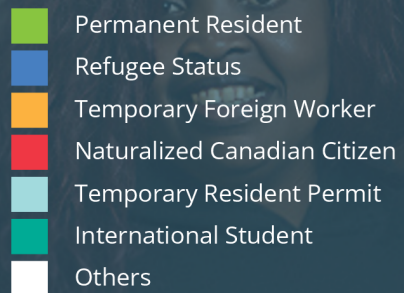 Permanent Resident
Refugee Status
Temporary Foreign Worker
Naturalized Canadian Citizen
Temporary Resident Permit
International Student
Others